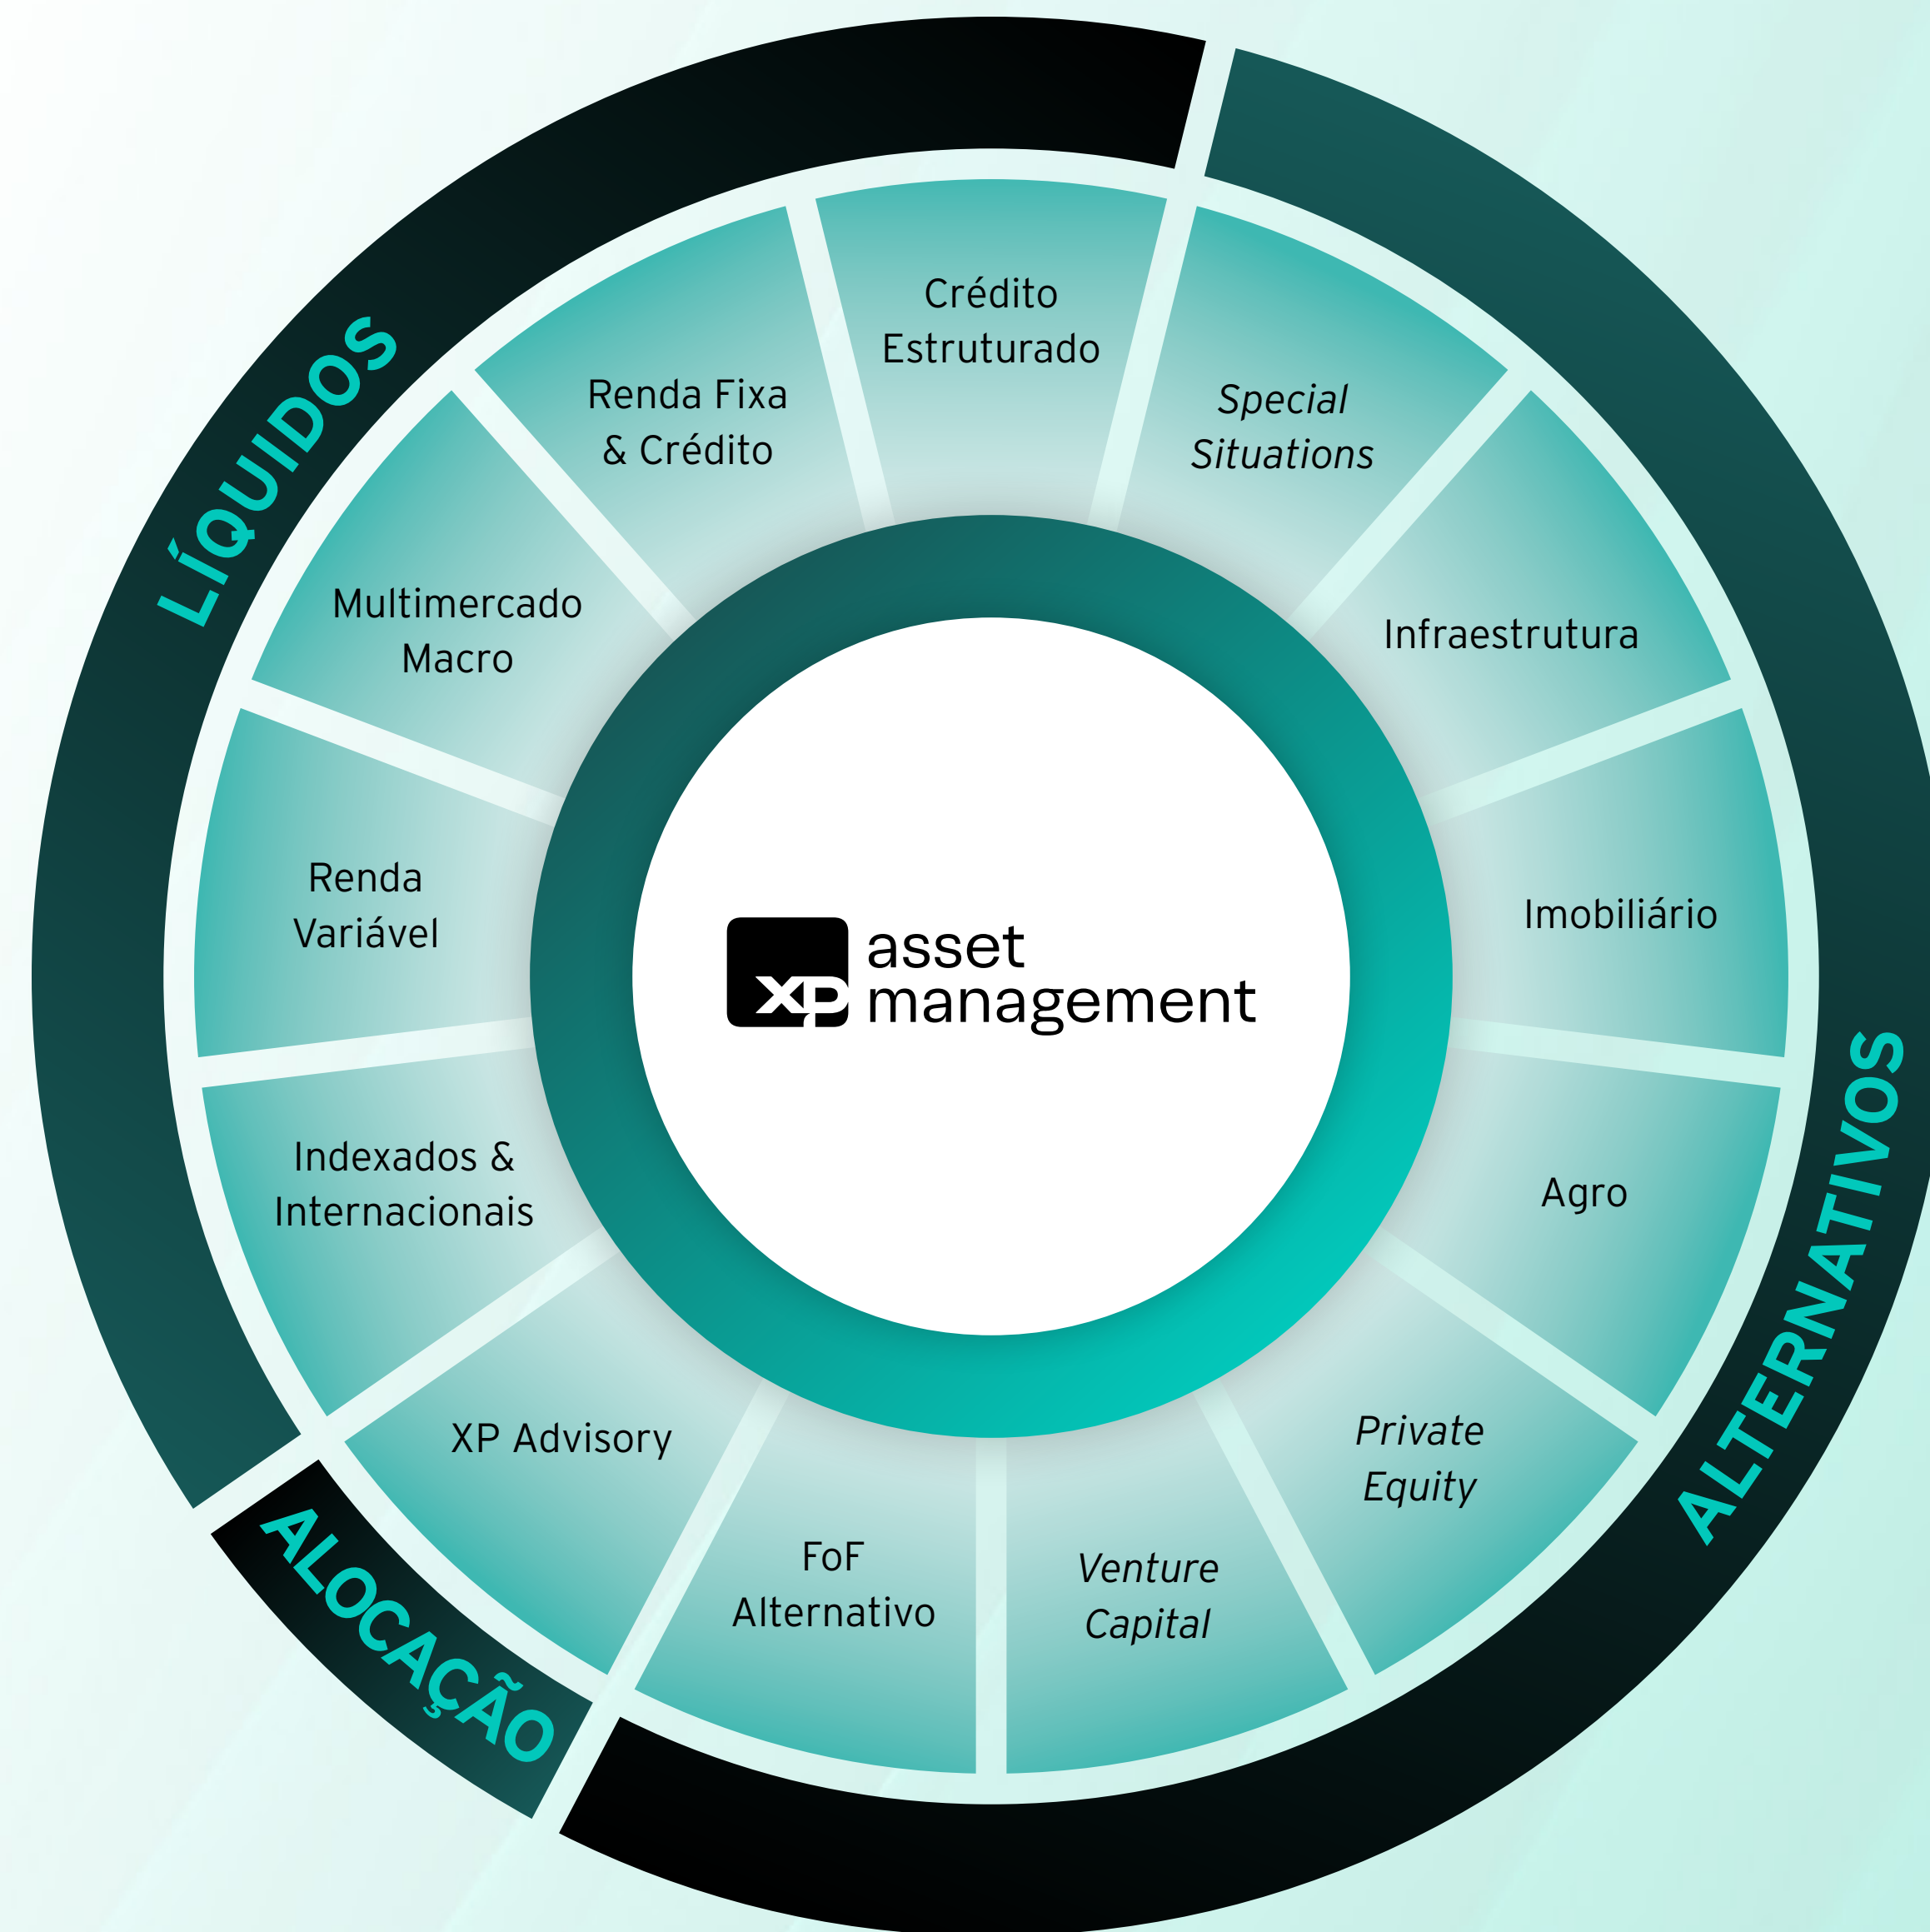 LÍQUIDOS
Crédito
Estruturado
Renda Fixa
& Crédito
Multimercado
Macro
Renda
Variável
Indexados &
Internacionais
ALTERNATIVOS
Special
Situations
Infraestrutura
Imobiliário
Agro
Private
Equity
Venture
Capital
FoF
Alternativo
ALOCAÇÃO
XP Advisory
XP
asset
management